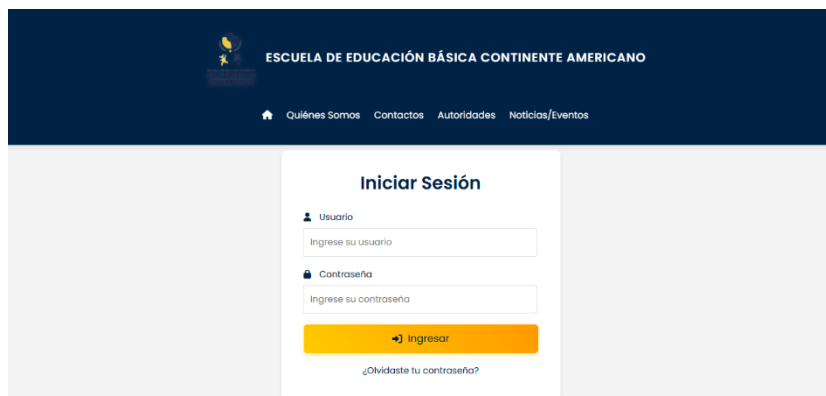 ESCUELA DE EDUCACIÓN BÁSICA CONTINENTE AMERICANO
Quiénes Somos Contactos Autoridades Noticias/Eventos
Iniciar Sesión
Usuario
Ingrese su usuario
Contraseña
Ingrese su contraseña
Ingresar
¿Olvidaste tu contraseña?